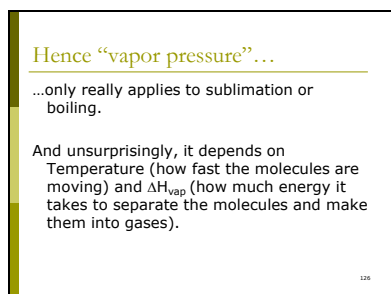 Hence “vapor pressure”…
…only really applies to sublimation or
boiling.
And unsurprisingly, it depends on
Temperature (how fast the molecules are
moving) and ΔHvap (how much energy it
takes to separate the molecules and make
them into gases).
126